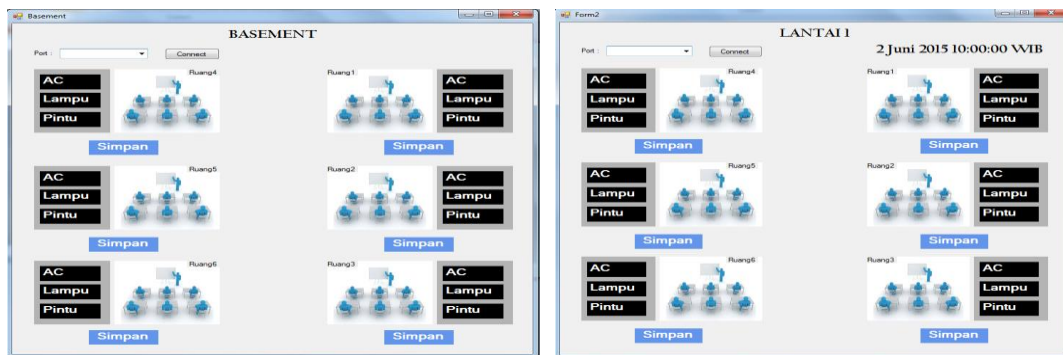 Basement
BASEMENT
Port :
Connect
AC
Lampu
Pintu
Ruang4
Simpan
Ruang1
AC
Lampu
Pintu
Simpan
AC
Lampu
Pintu
Ruang5
Simpan
Ruang2
AC
Lampu
Pintu
Simpan
AC
Lampu
Pintu
Ruang6
Simpan
Ruang3
AC
Lampu
Pintu
Simpan
Form2
LANTAI 1
Port :
Connect
2 Juni 2015 10:00:00 WIB
AC
Lampu
Pintu
Ruang4
Simpan
Ruang1
AC
Lampu
Pintu
Simpan
AC
Lampu
Pintu
Ruang5
Simpan
Ruang2
AC
Lampu
Pintu
Simpan
AC
Lampu
Pintu
Ruang6
Simpan
Ruang3
AC
Lampu
Pintu
Simpan